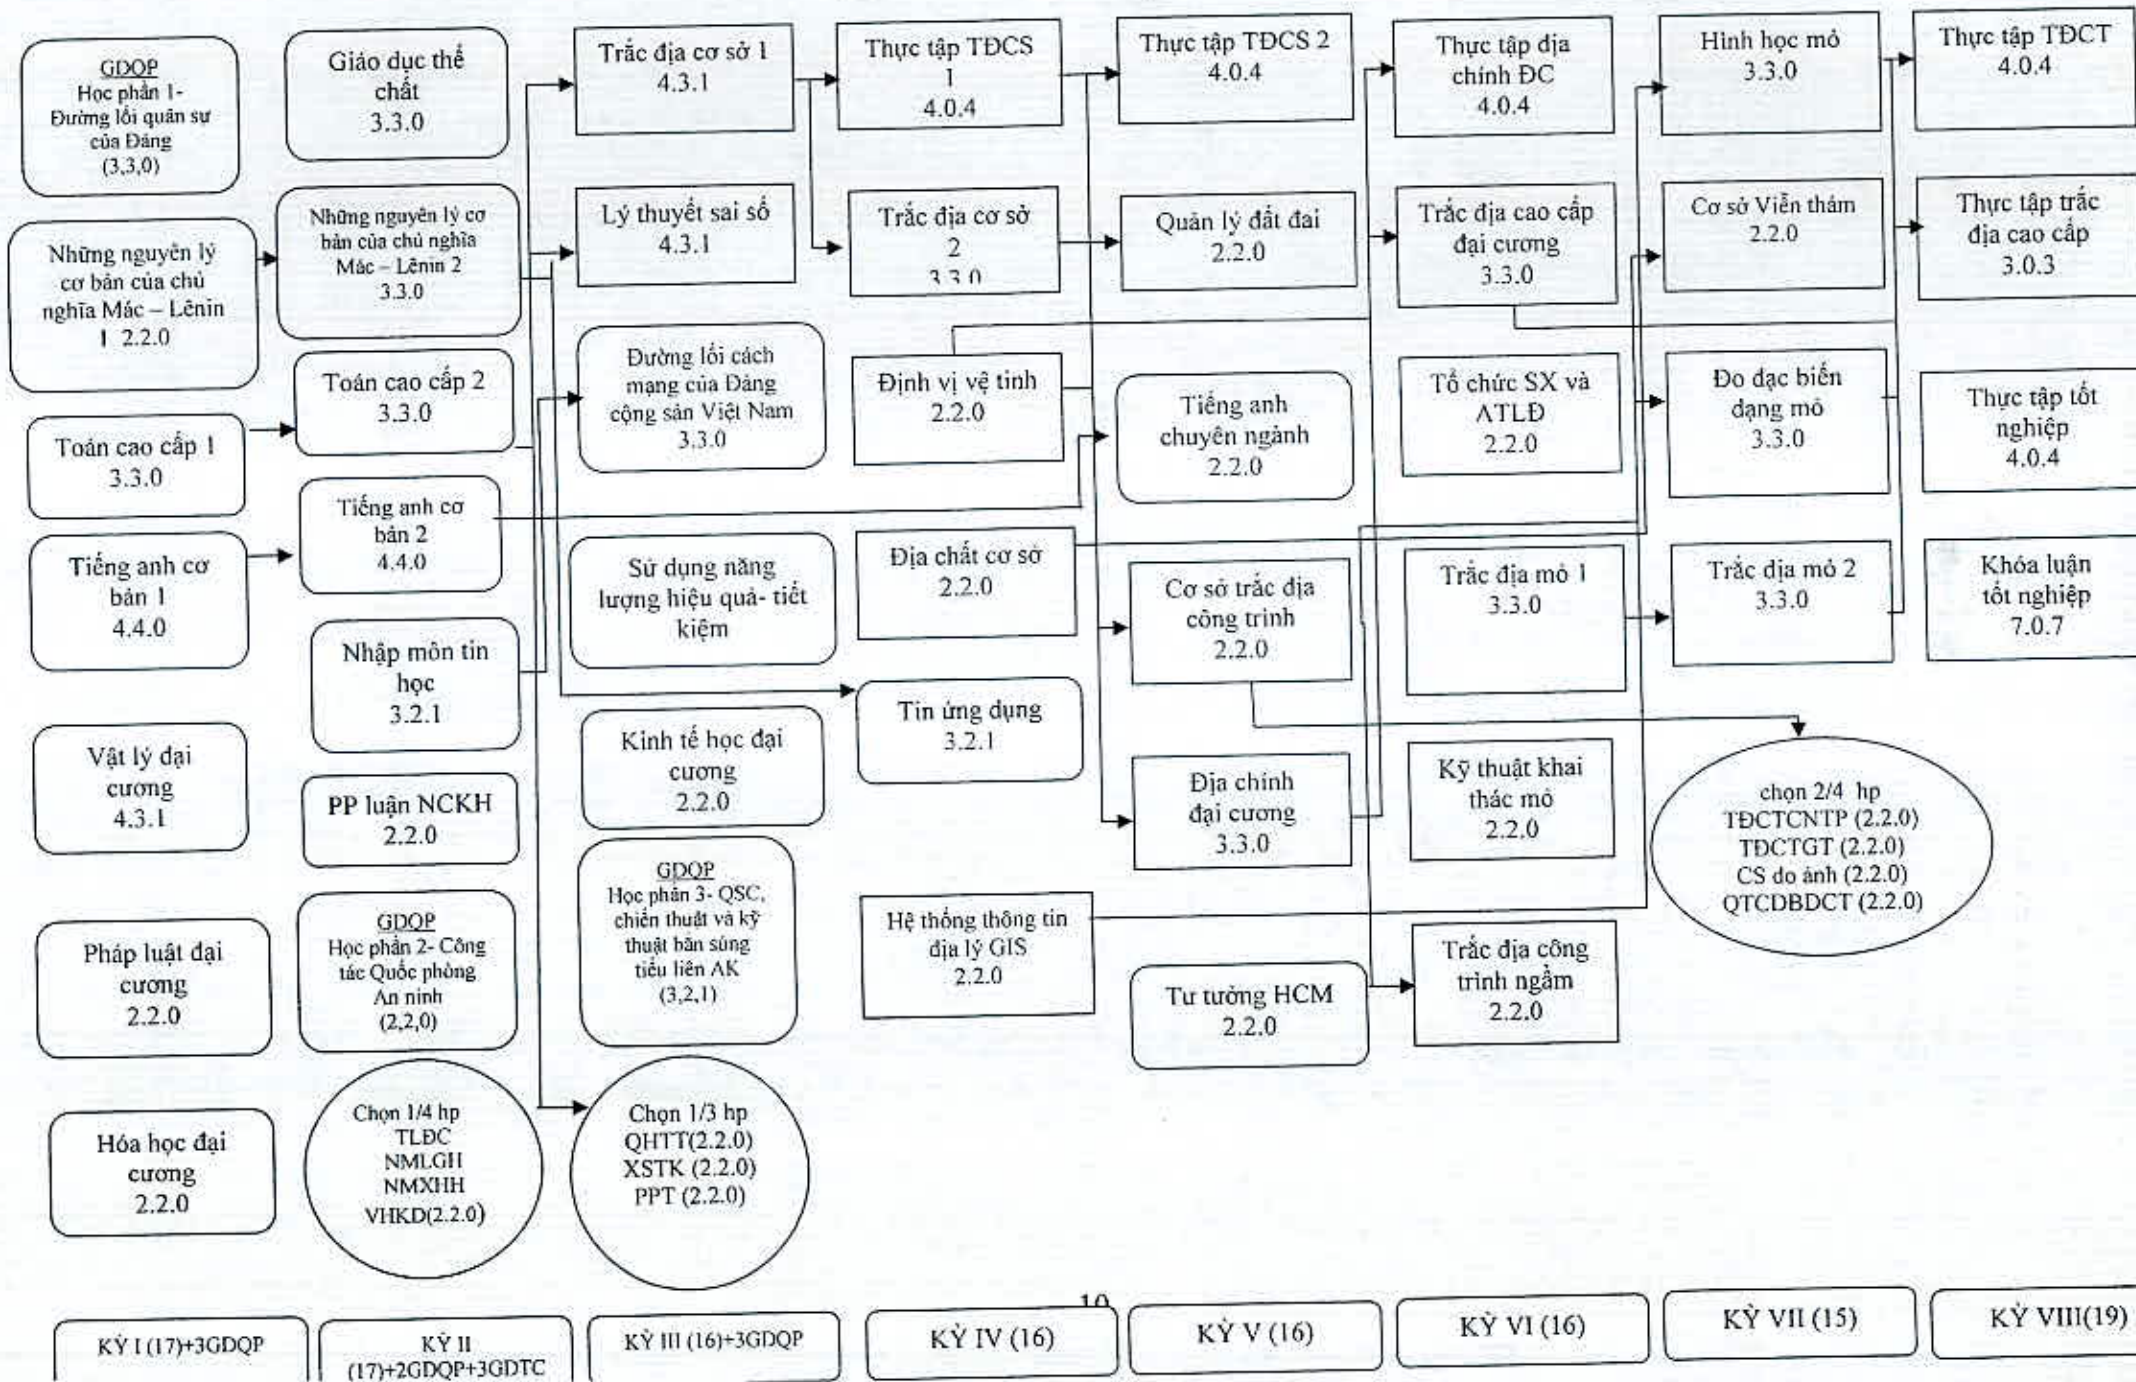 GDQP
Học phần 1-
Đường lối quân sự
của Đảng
(3,3,0)
Những nguyên lý
cơ bản của chủ
nghĩa Mác – Lênin
1 2.2.0
Toán cao cấp 1
3.3.0
Tiếng anh cơ
bản 1
4.4.0
Vật lý đại
cương
4.3.1
Pháp luật đại
cương
2.2.0
Hóa học đại
cương
2.2.0
KỲ I (17)+3GDQP
Giáo dục thể
chất
3.3.0
Những nguyên lý cơ
bản của chủ nghĩa
Mác – Lênin 2
3.3.0
Toán cao cấp 2
3.3.0
Tiếng anh cơ
bản 2
4.4.0
Nhập môn tin
học
3.2.1
PP luận NCKH
2.2.0
GDQP
Học phần 2- Công
tác Quốc phòng
An ninh
(2,2,0)
Chọn 1/4 hp
TLĐC
NMLGH
NMXHH
VHKD(2.2.0)
KỲ II
(17)+2GDQP+3GDTC
Trắc địa cơ sở 1
4.3.1
Lý thuyết sai số
4.3.1
Đường lối cách
mạng của Đảng
cộng sản Việt Nam
3.3.0
Sử dụng năng
lượng hiệu quả- tiết
kiệm
Kinh tế học đại
cương
2.2.0
GDQP
Học phần 3- QSC,
chiến thuật và kỹ
thuật bắn súng
tiểu liên AK
(3,2,1)
Chọn 1/3 hp
QHTT(2.2.0)
XSTK (2.2.0)
PPT (2.2.0)
KỲ III (16)+3GDQP
Thực tập TĐCS
1
4.0.4
Trắc địa cơ sở
2
3.3.0
Định vị vệ tinh
2.2.0
Địa chất cơ sở
2.2.0
Tin ứng dụng
3.2.1
Hệ thống thông tin
địa lý GIS
2.2.0
KỲ IV (16)
Thực tập TĐCS 2
4.0.4
Quản lý đất đai
2.2.0
Tiếng anh
chuyên ngành
2.2.0
Cơ sở trắc địa
công trình
2.2.0
Địa chính
đại cương
3.3.0
Tư tưởng HCM
2.2.0
10
KỲ V (16)
Thực tập địa
chính ĐC
4.0.4
Trắc địa cao cấp
đại cương
3.3.0
Tổ chức SX và
ATLĐ
2.2.0
Trắc địa mỏ 1
3.3.0
Kỹ thuật khai
thác mỏ
2.2.0
Trắc địa công
trình ngầm
2.2.0
KỲ VI (16)
Hình học mỏ
3.3.0
Cơ sở Viễn thám
2.2.0
Đo đạc biến
dạng mỏ
3.3.0
Trắc địa mỏ 2
3.3.0
chọn 2/4 hp
TĐCTCNTP (2.2.0)
TĐCTGT (2.2.0)
CS đo ảnh (2.2.0)
QTCDBDCT (2.2.0)
KỲ VII (15)
Thực tập TĐCT
4.0.4
Thực tập trắc
địa cao cấp
3.0.3
Thực tập tốt
nghiệp
4.0.4
Khóa luận
tốt nghiệp
7.0.7
KỲ VIII(19)